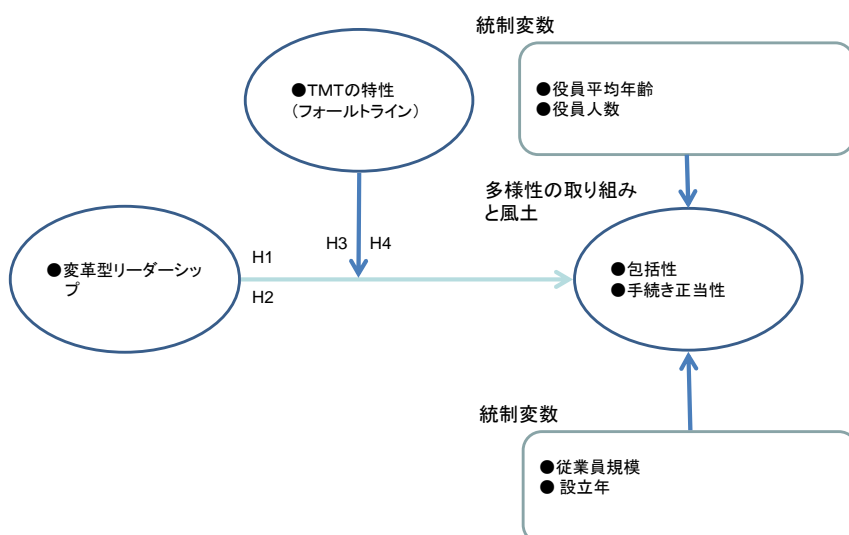 統制変数
●TMTの特性
(フォールトライン)
●役員平均年齢
●役員人数
多様性の取り組み
と風土
H3 H4
H1
●変革型リーダーシッ
プ
H2
●包括性
●手続き正当性
統制変数
●従業員規模
● 設立年